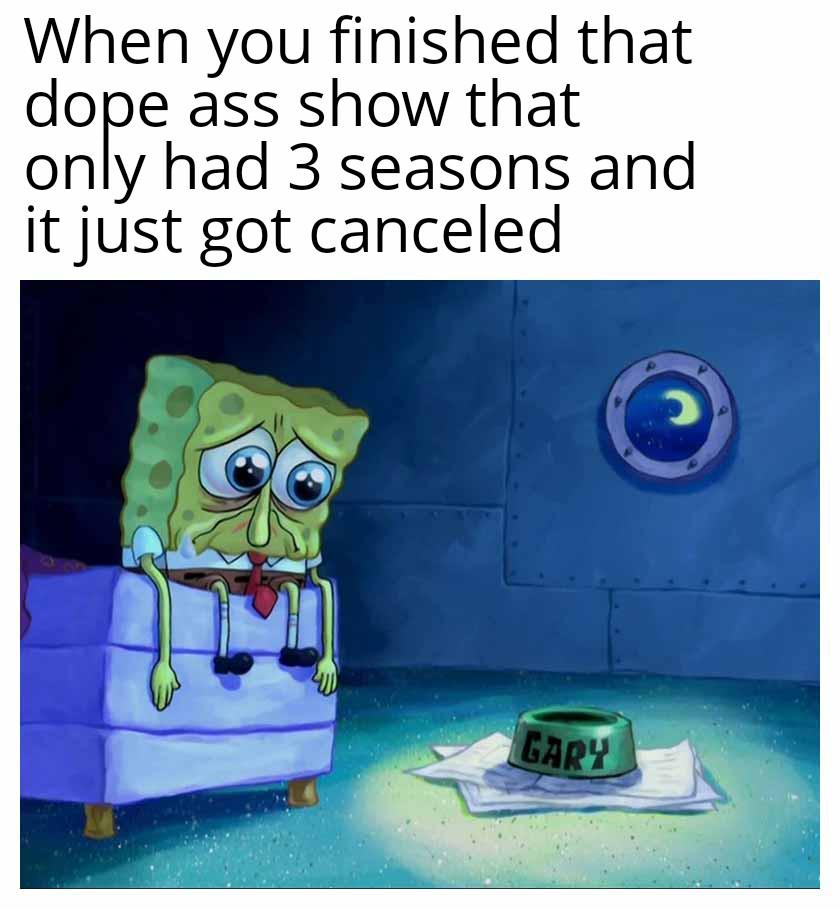 When you finished that
dope ass show that
only had 3 seasons and
it just got canceled
GARY